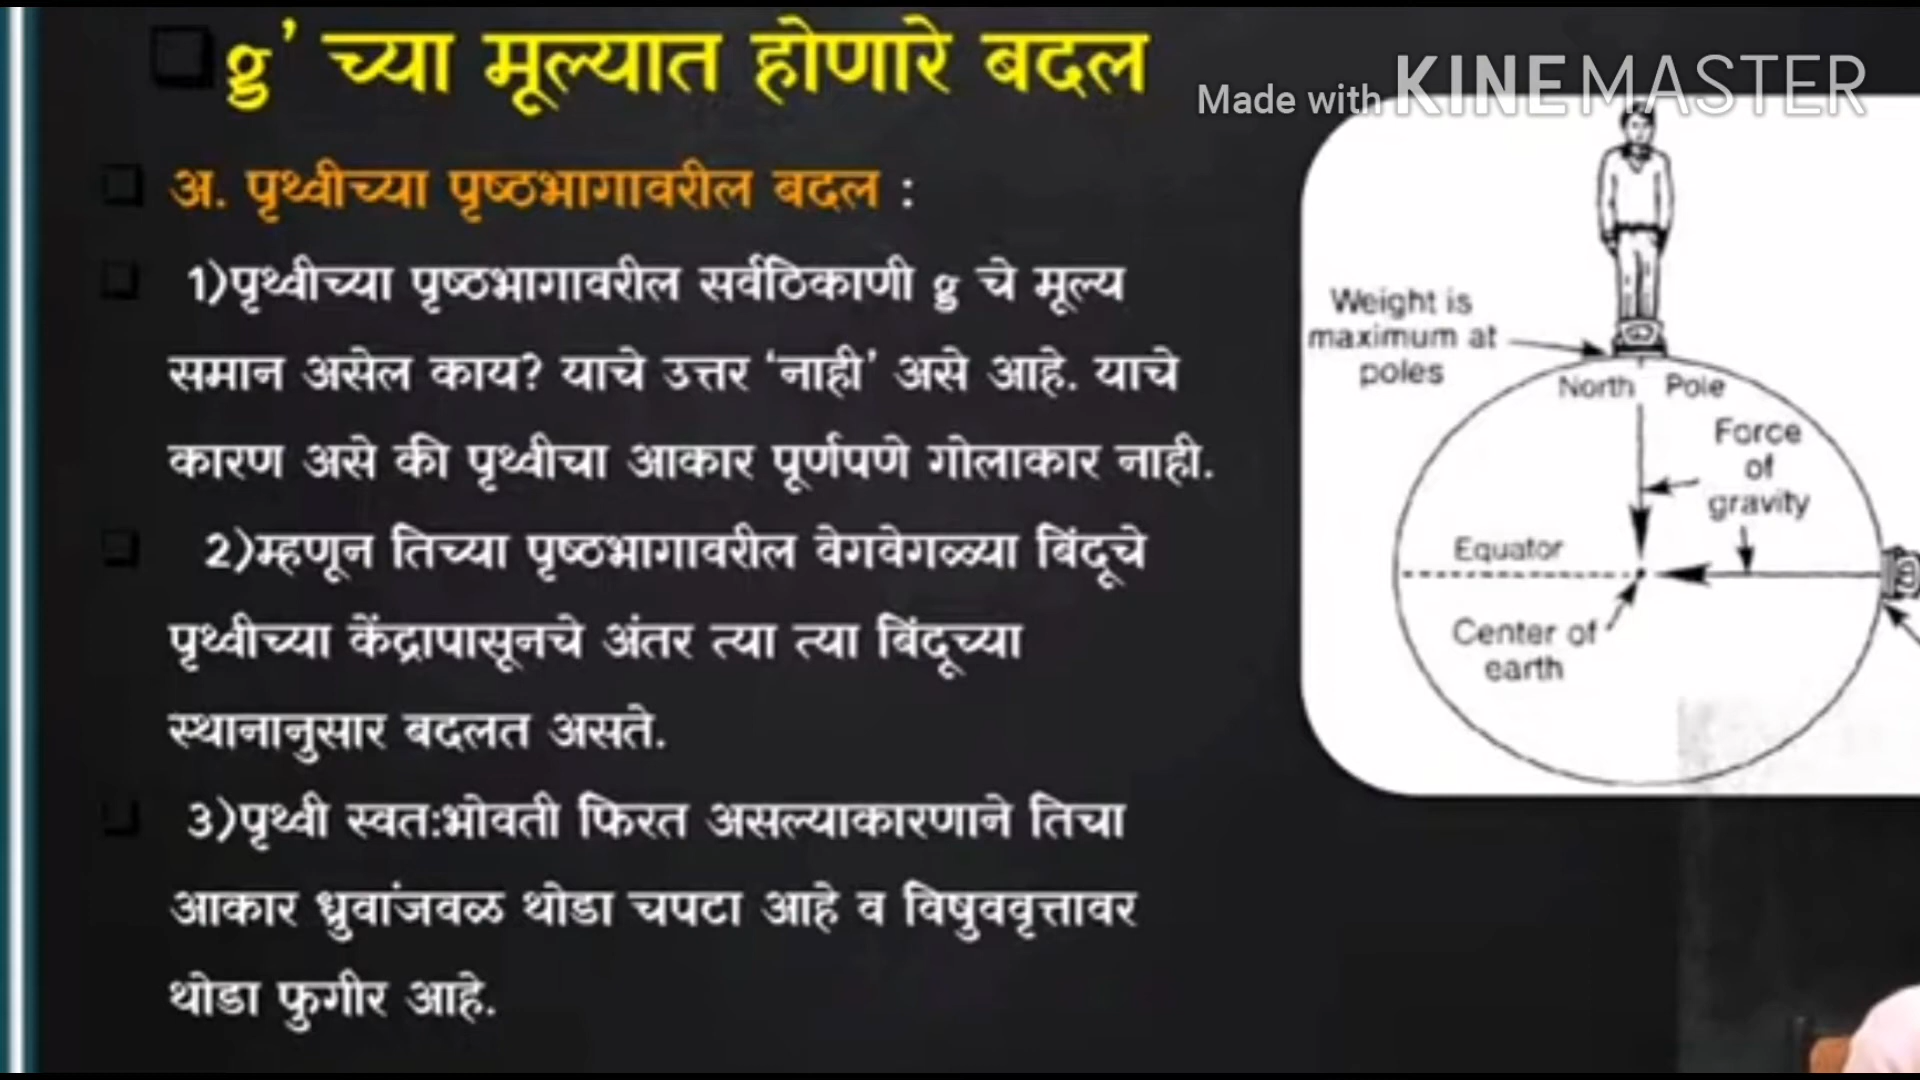 g’ च्या मूल्यात होणारे बदल
Made with KINEMASTER
अ. पृथ्वीच्या पृष्ठभागावरील बदल :
1)पृथ्वीच्या पृष्ठभागावरील सर्वठिकाणी g चे मूल्य
समान असेल काय? याचे उत्तर ‘नाही’ असे आहे. याचे
कारण असे की पृथ्वीचा आकार पूर्णपणे गोलाकार नाही.
2)म्हणून तिच्या पृष्ठभागावरील वेगवेगळ्या बिंदूचे
पृथ्वीच्या केंद्रापासूनचे अंतर त्या त्या बिंदूच्या
स्थानानुसार बदलत असते.
3)पृथ्वी स्वत:भोवती फिरत असल्याकारणाने तिचा
आकार ध्रुवांजवळ थोडा चपटा आहे व विषुववृत्तावर
थोडा फुगीर आहे.
Weight is
maximum at
poles
North Pole
Force
of
gravity
Equator
Center of
earth